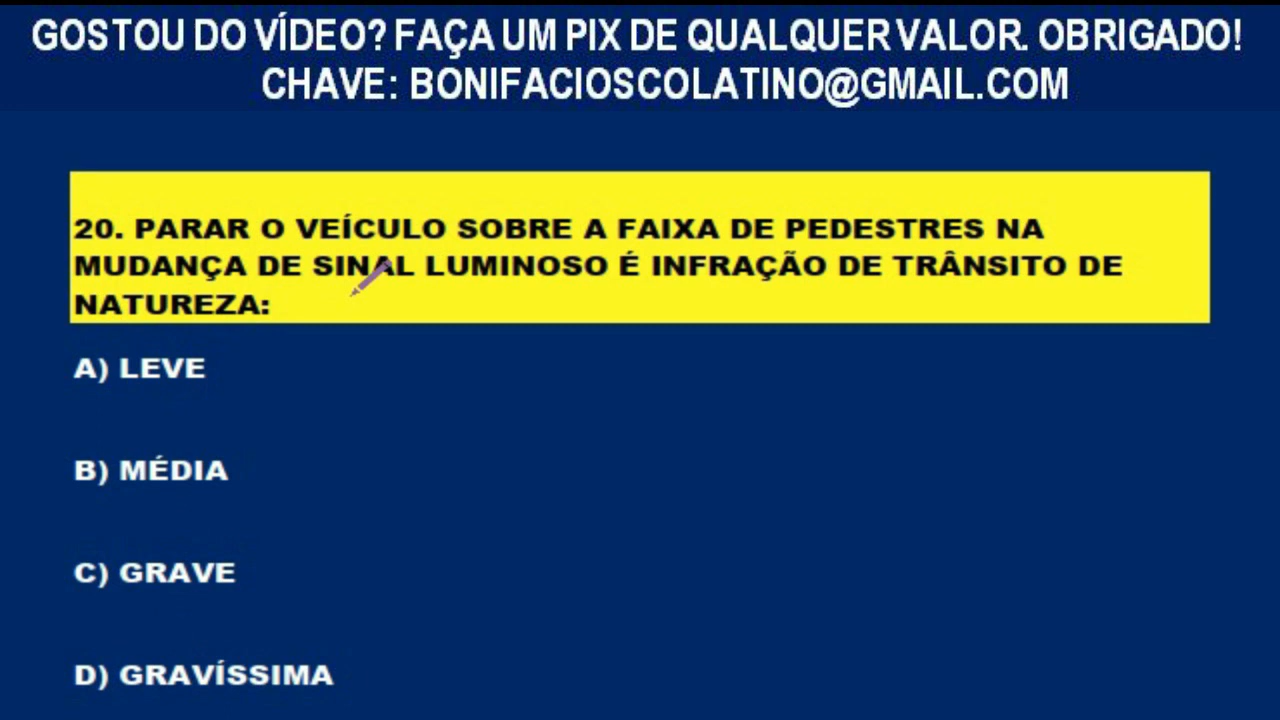 GOSTOU DO VÍDEO? FAÇA UM PIX DE QUALQUER VALOR. OBRIGADO!
CHAVE: BONIFACIOSCOLATINO@GMAIL.COM
20. PARAR O VEÍCULO SOBRE A FAIXA DE PEDESTRES NA
MUDANÇA DE SINAL LUMINOSO É INFRAÇÃO DE TRÂNSITO DE
NATUREZA:
A) LEVE
B) MÉDIA
C) GRAVE
D) GRAVÍSSIMA